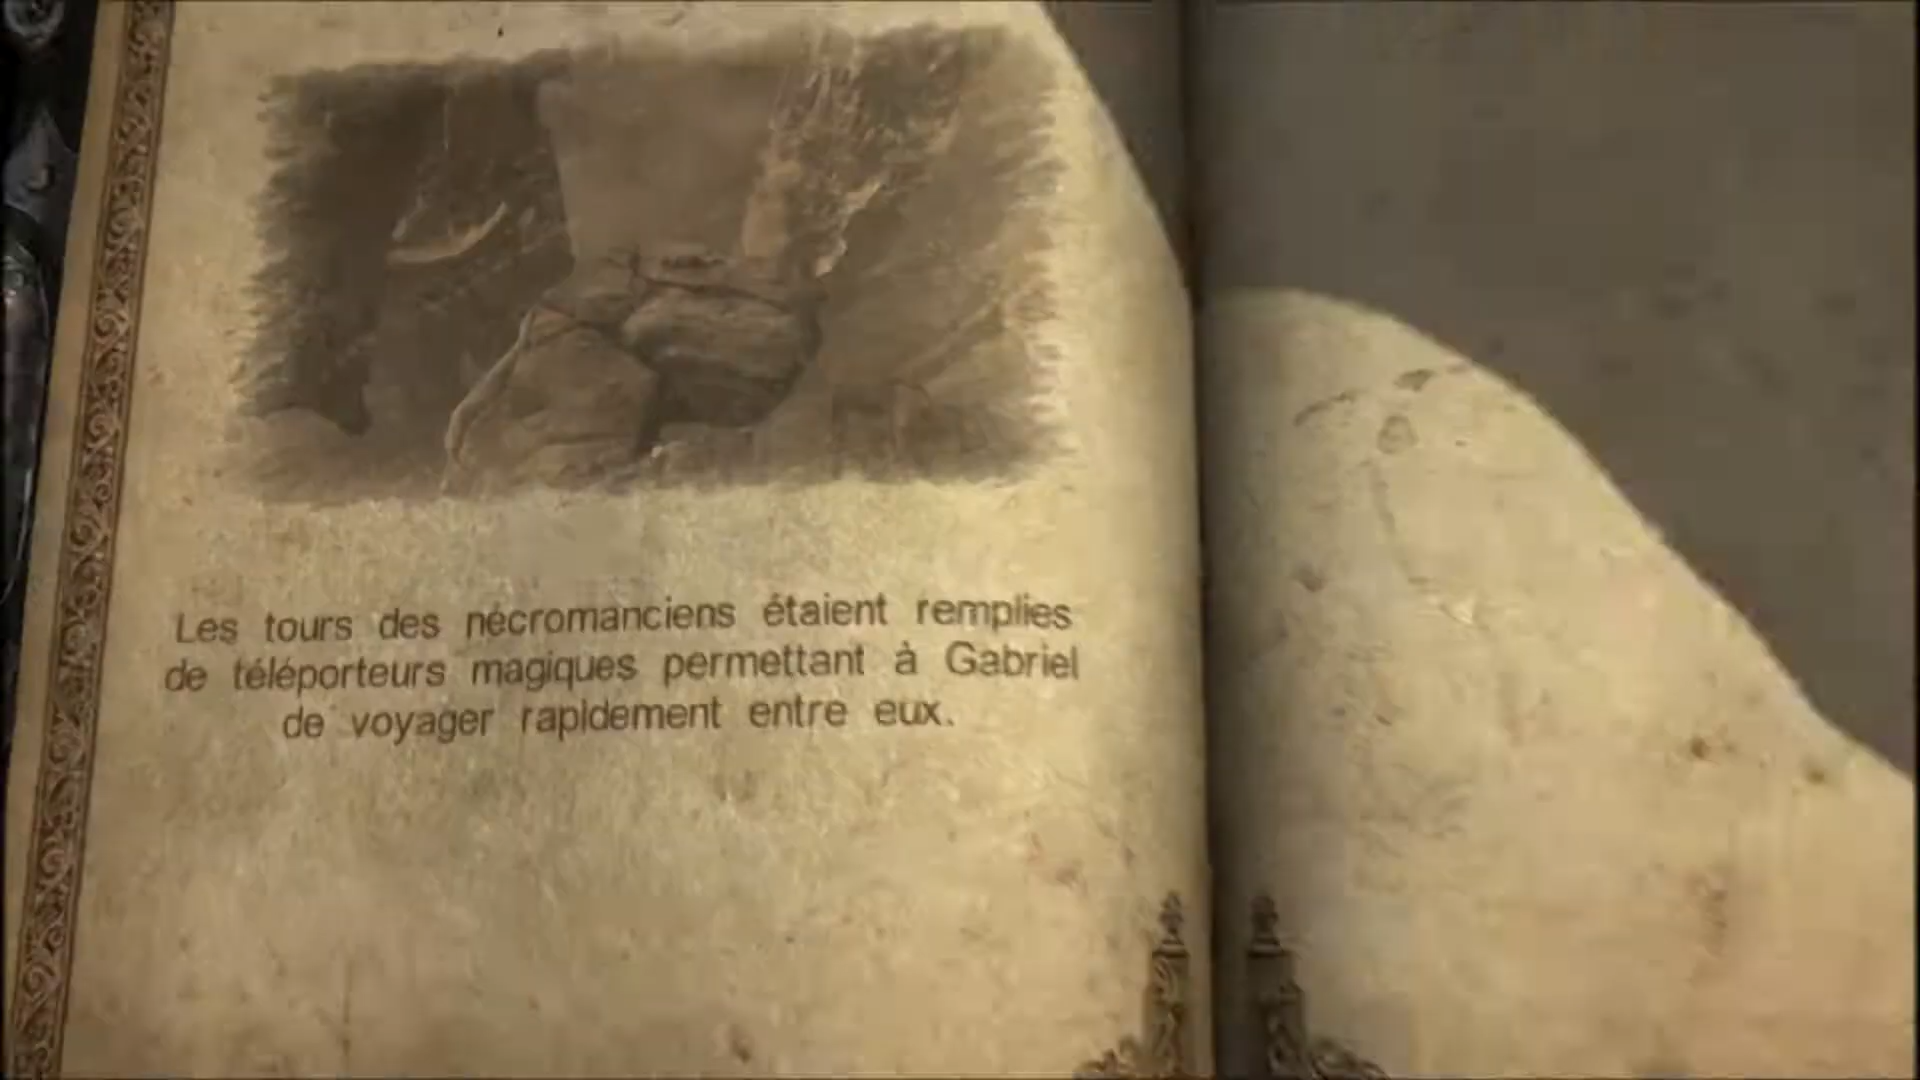 Les tours des nécromanciens étaient remplies
de téléporteurs magiques permettant à Gabriel
de voyager rapidement entre eux.